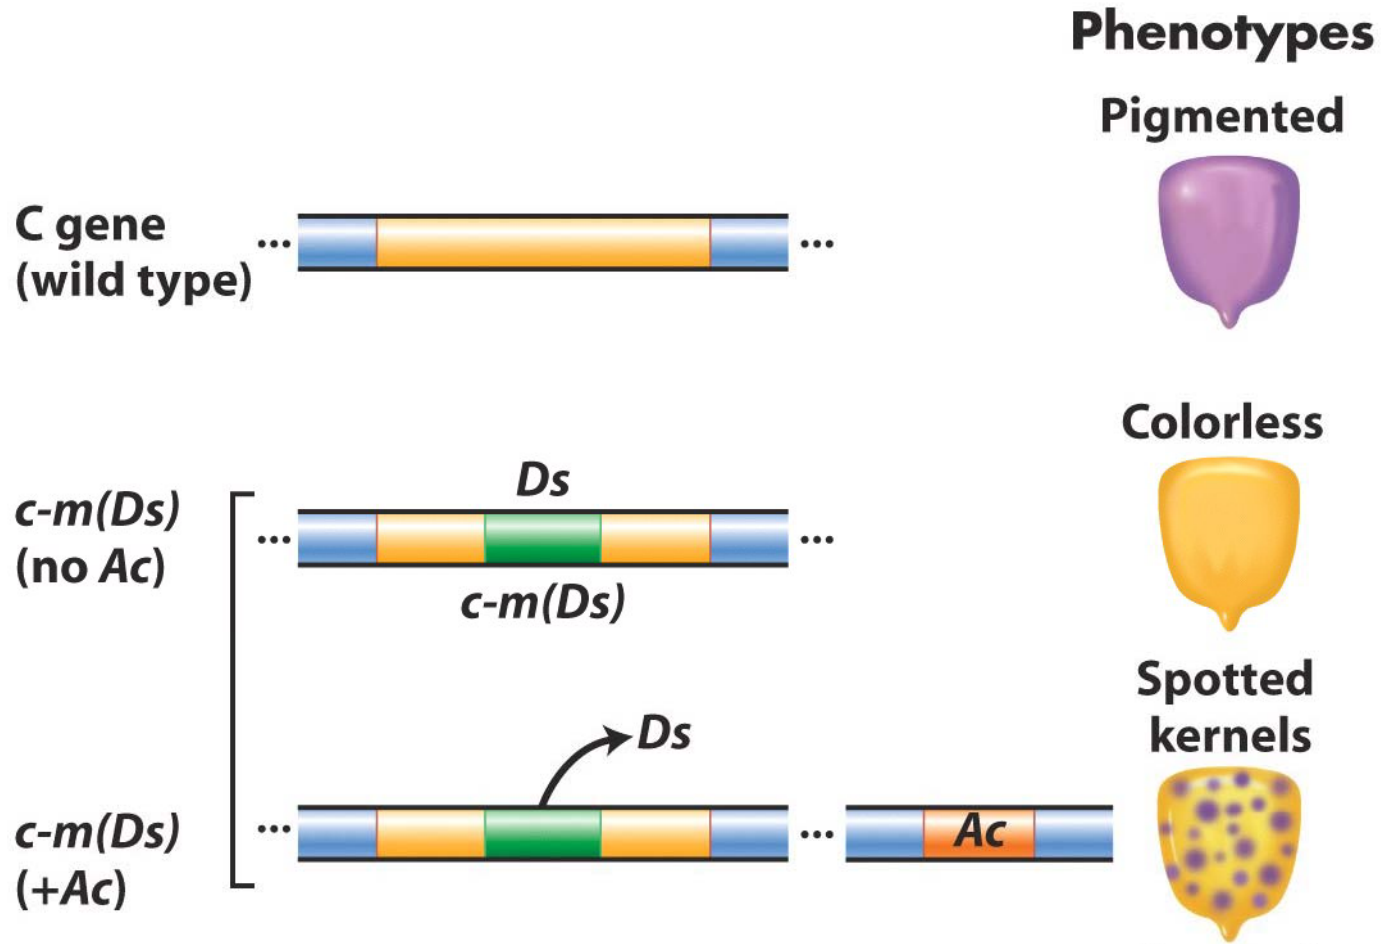 Phenotypes
Pigmented
C gene
(wild type)
... ...
Colorless
Ds
c-m(Ds)
(no Ac)
... ...
c-m(Ds)
Spotted
kernels
Ds
c-m(Ds)
(+Ac)
... ... Ac